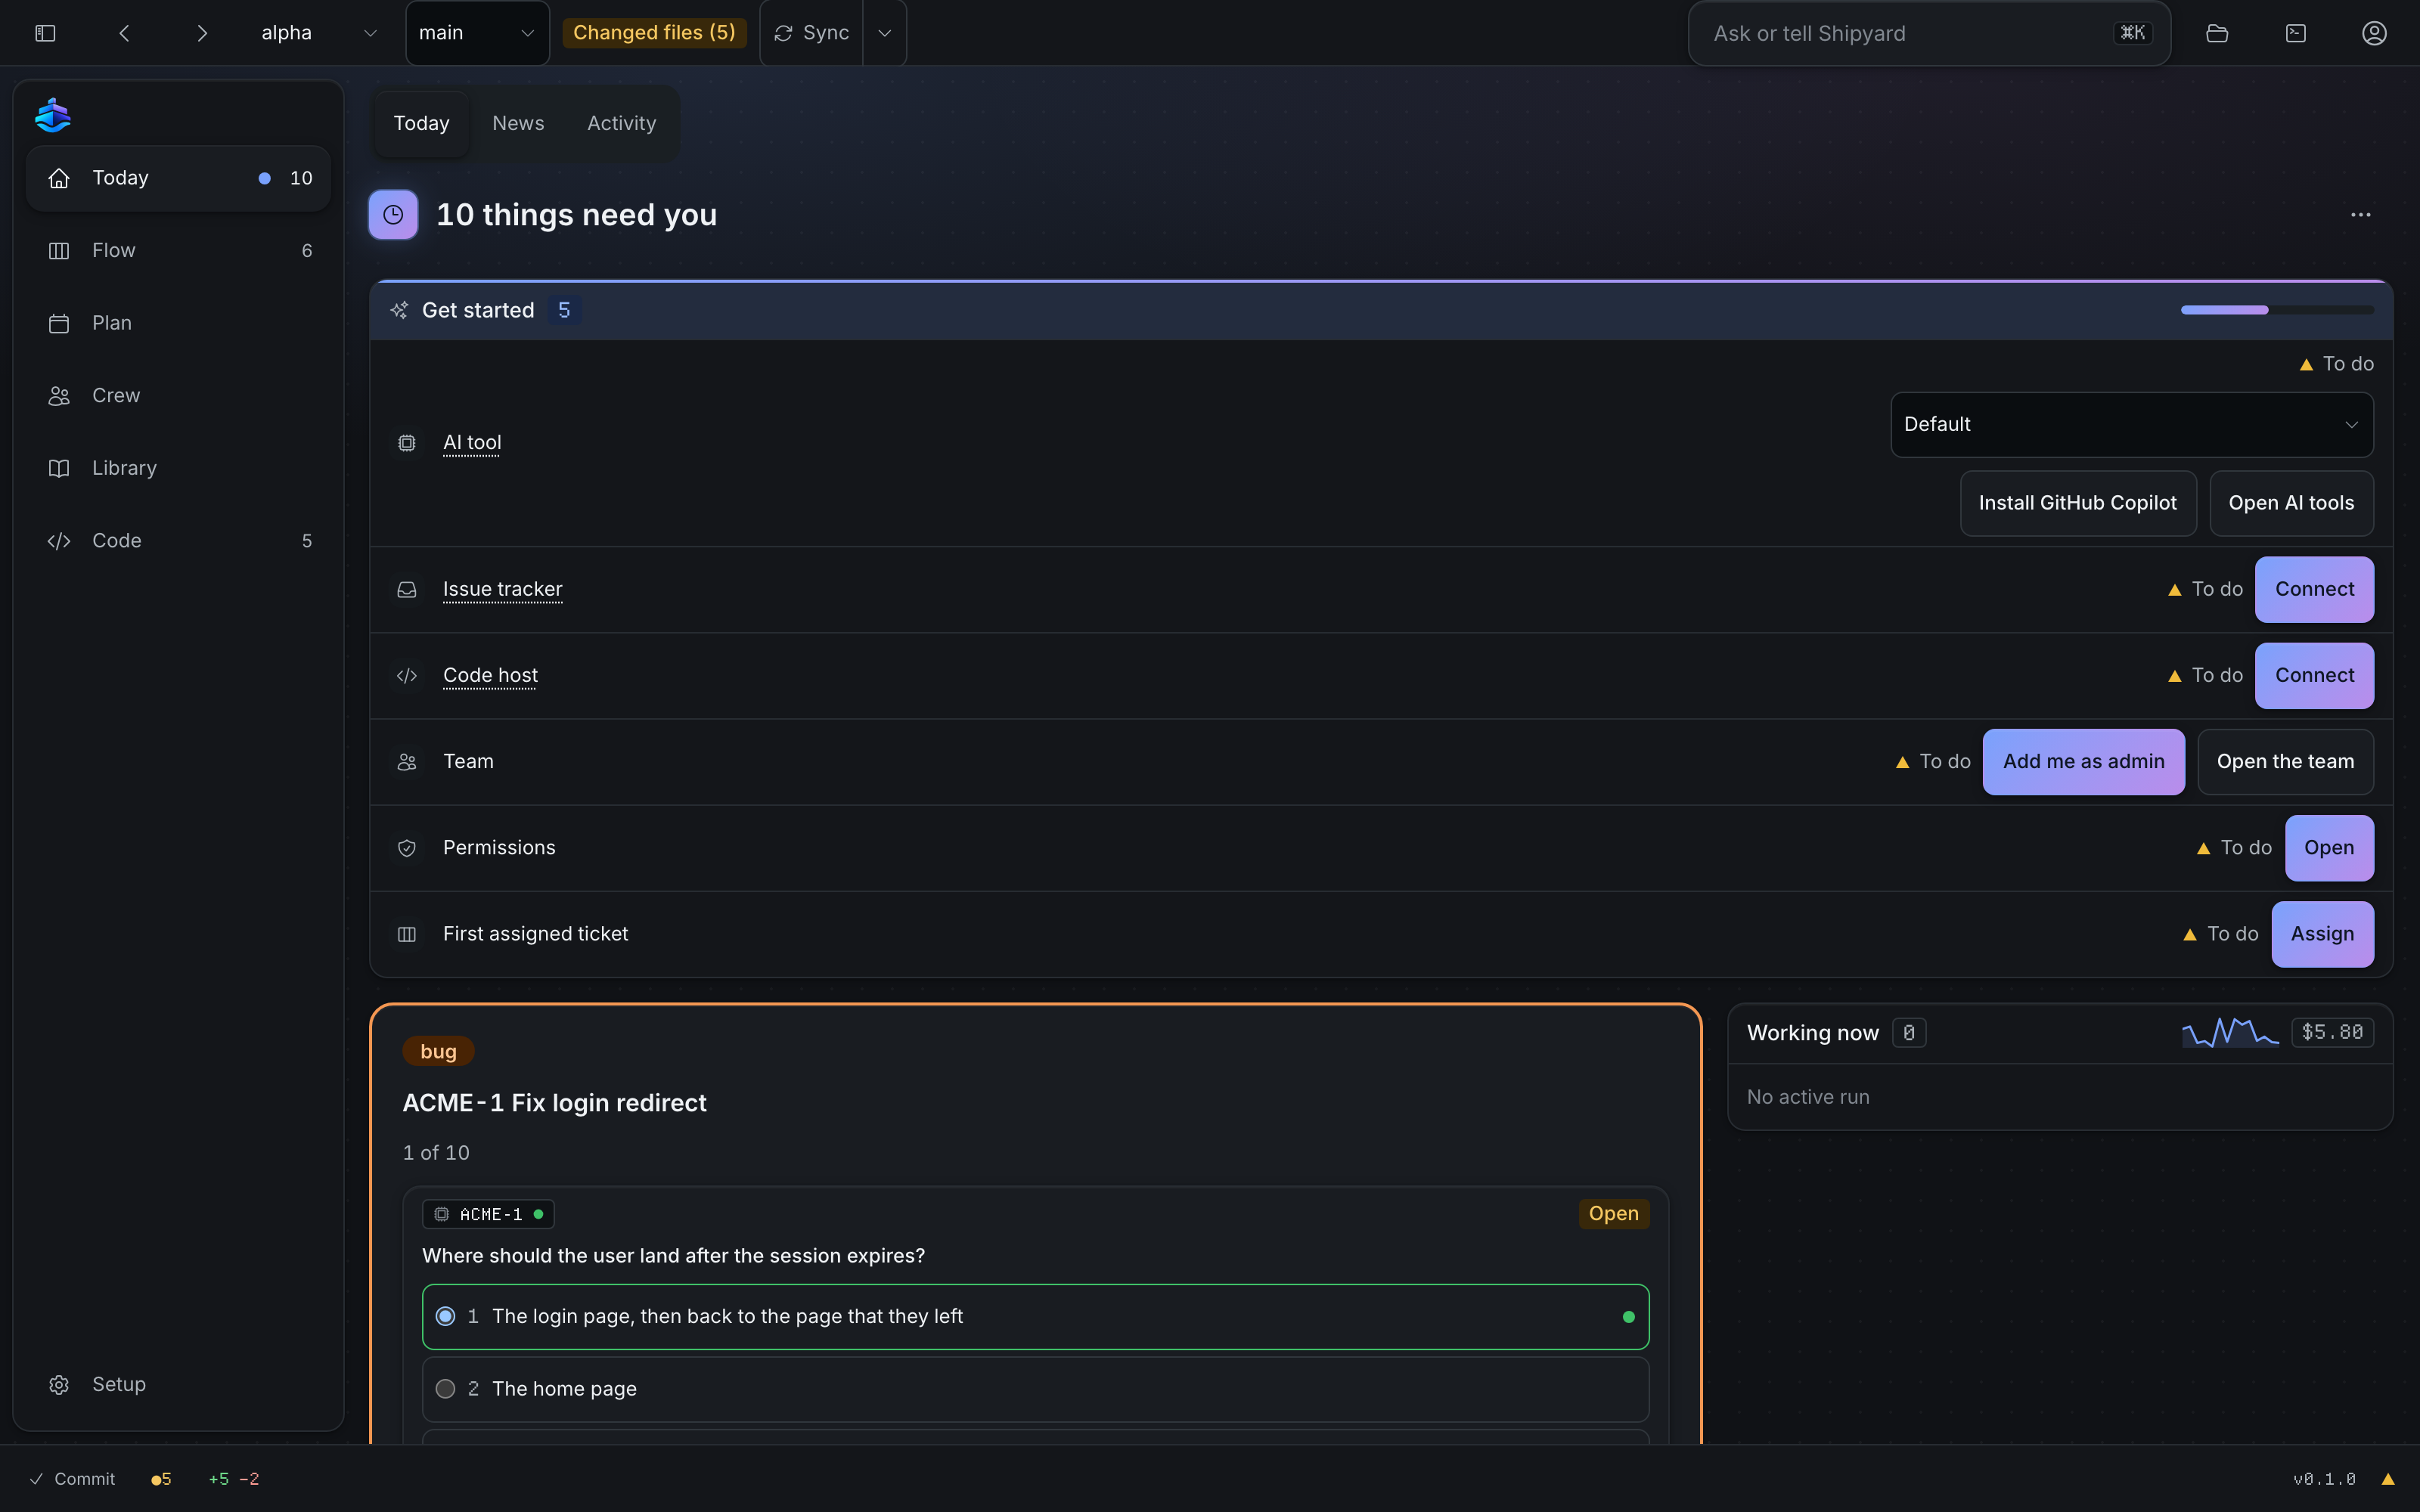 alpha
main
Changed files (5)
Sync
Ask or tell Shipyard
⌘K
Today
10
Flow
6
Plan
Crew
Library
Code
5
Setup
Today
News
Activity
10 things need you
Get started
5
To do
AI tool
Default
Install GitHub Copilot
Open AI tools
Issue tracker
To do
Connect
Code host
To do
Connect
Team
To do
Add me as admin
Open the team
Permissions
To do
Open
First assigned ticket
To do
Assign
bug
ACME-1 Fix login redirect
1 of 10
ACME-1
Open
Where should the user land after the session expires?
1 The login page, then back to the page that they left
2 The home page
Working now
0
$5.80
No active run
Commit
5
+5 -2
v0.1.0